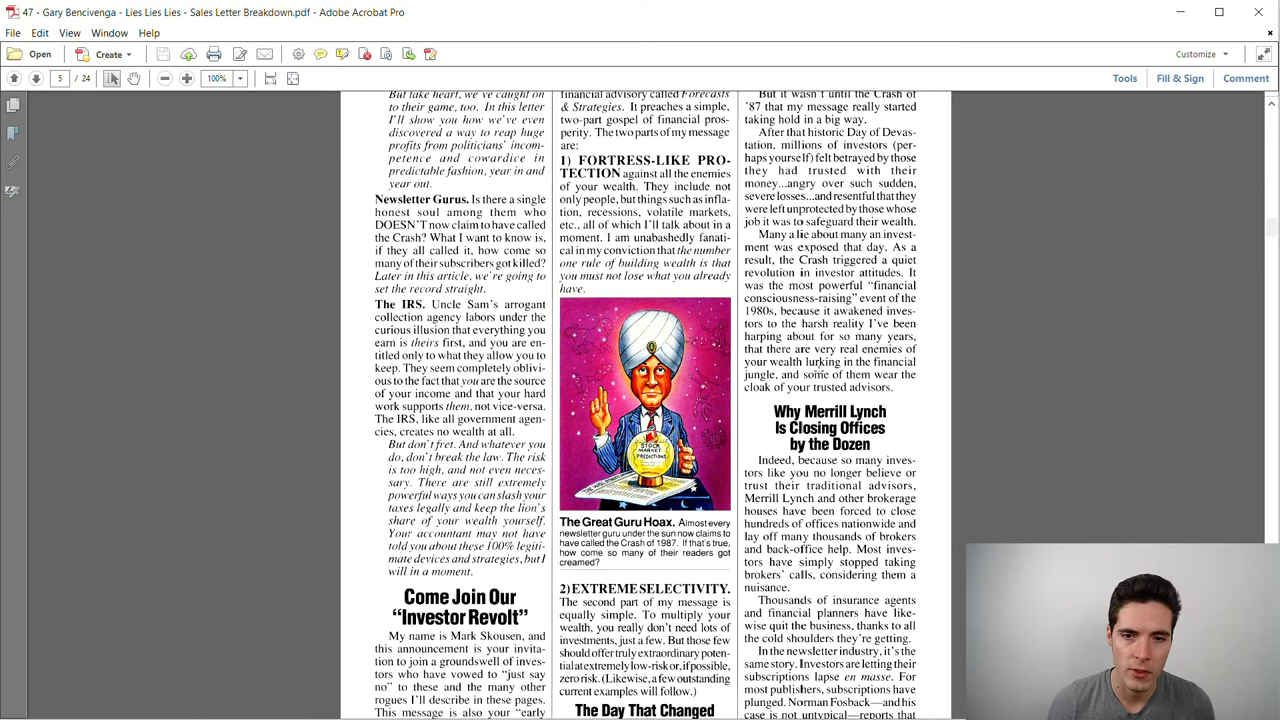 47 - Gary Bencivenga - Lies Lies Lies - Sales Letter Breakdown.pdf - Adobe Acrobat Pro
File Edit View Window Help
Open Create Customize
5 / 24 100% Tools Fill & Sign Comment
But take heart, we've caught on
to their game, too. In this letter
I'll show you how we've even
discovered a way to reap huge
profits from politicians' incom-
petence and cowardice in
predictable fashion, year in and
year out.
Newsletter Gurus. Is there a single
honest soul among them who
DOESN'T now claim to have called
the Crash? What I want to know is,
if they all called it, how come so
many of their subscribers got killed?
Later in this article, we're going to
set the record straight.
The IRS. Uncle Sam's arrogant
collection agency labors under the
curious illusion that everything you
earn is theirs first, and you are en-
titled only to what they allow you to
keep. They seem completely oblivi-
ous to the fact that you are the source
of your income and that your hard
work supports them, not vice-versa.
The IRS, like all government agen-
cies, creates no wealth at all.
But don't fret. And whatever you
do, don't break the law. The risk
is too high, and not even neces-
sary. There are still extremely
powerful ways you can slash your
taxes legally and keep the lion's
share of your wealth yourself.
Your accountant may not have
told you about these 100% legiti-
mate devices and strategies, but I
will in a moment.
Come Join Our
"Investor Revolt"
My name is Mark Skousen, and
this announcement is your invita-
tion to join a groundswell of inves-
tors who have vowed to "just say
no" to these and the many other
rogues I'll describe in these pages.
This message is also your "early
financial advisory called Forecasts
& Strategies. It preaches a simple,
two-part gospel of financial pros-
perity. The two parts of my message
are:
1) FORTRESS-LIKE PRO-
TECTION against all the enemies
of your wealth. They include not
only people, but things such as infla-
tion, recessions, volatile markets,
etc., all of which I'll talk about in a
moment. I am unabashedly fanati-
cal in my conviction that the number
one rule of building wealth is that
you must not lose what you already
have.
STOCK
MARKET
PREDICTIONS
The Great Guru Hoax. Almost every
newsletter guru under the sun now claims to
have called the Crash of 1987. If that's true,
how come so many of their readers got
creamed?
2) EXTREME SELECTIVITY.
The second part of my message is
equally simple. To multiply your
wealth, you really don't need lots of
investments, just a few. But those few
should offer truly extraordinary poten-
tial at extremely low-risk or, if possible,
zero risk. (Likewise, a few outstanding
current examples will follow.)
The Day That Changed
But it wasn't until the Crash of
'87 that my message really started
taking hold in a big way.
After that historic Day of Devas-
tation, millions of investors (per-
haps yourself) felt betrayed by those
they had trusted with their
money...angry over such sudden,
severe losses...and resentful that they
were left unprotected by those whose
job it was to safeguard their wealth.
Many a lie about many an invest-
ment was exposed that day. As a
result, the Crash triggered a quiet
revolution in investor attitudes. It
was the most powerful "financial
consciousness-raising" event of the
1980s, because it awakened inves-
tors to the harsh reality I've been
harping about for so many years,
that there are very real enemies of
your wealth lurking in the financial
jungle, and some of them wear the
cloak of your trusted advisors.
Why Merrill Lynch
Is Closing Offices
by the Dozen
Indeed, because so many inves-
tors like you no longer believe or
trust their traditional advisors,
Merrill Lynch and other brokerage
houses have been forced to close
hundreds of offices nationwide and
lay off many thousands of brokers
and back-office help. Most inves-
tors have simply stopped taking
brokers' calls, considering them a
nuisance.
Thousands of insurance agents
and financial planners have like-
wise quit the business, thanks to all
the cold shoulders they're getting.
In the newsletter industry, it's the
same story. Investors are letting their
subscriptions lapse en masse. For
most publishers, subscriptions have
plunged. Norman Fosback—and his
case is not untypical—reports that